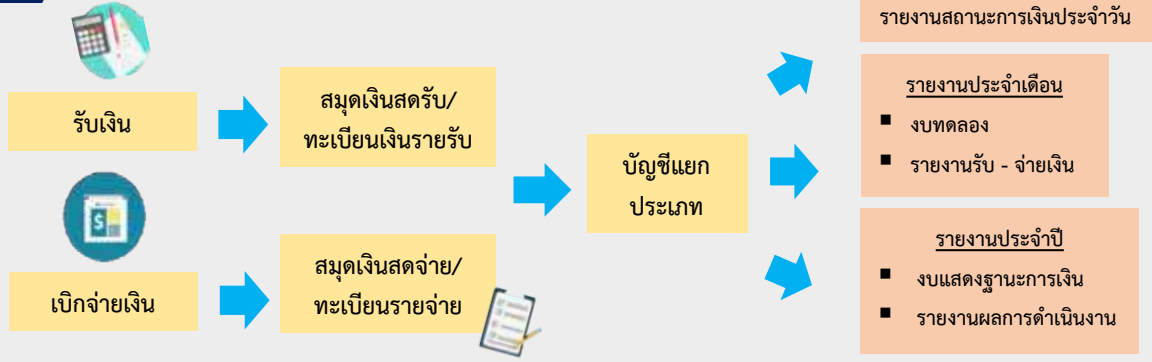 รายงานสถานะการเงินประจำวัน
รับเงิน
สมุดเงินสดรับ/
ทะเบียนเงินรายรับ
เบิกจ่ายเงิน
สมุดเงินสดจ่าย/
ทะเบียนรายจ่าย
บัญชีแยก
ประเภท
รายงานประจำเดือน
▪ งบทดลอง
▪ รายงานรับ - จ่ายเงิน
รายงานประจำปี
▪ งบแสดงฐานะการเงิน
▪ รายงานผลการดำเนินงาน